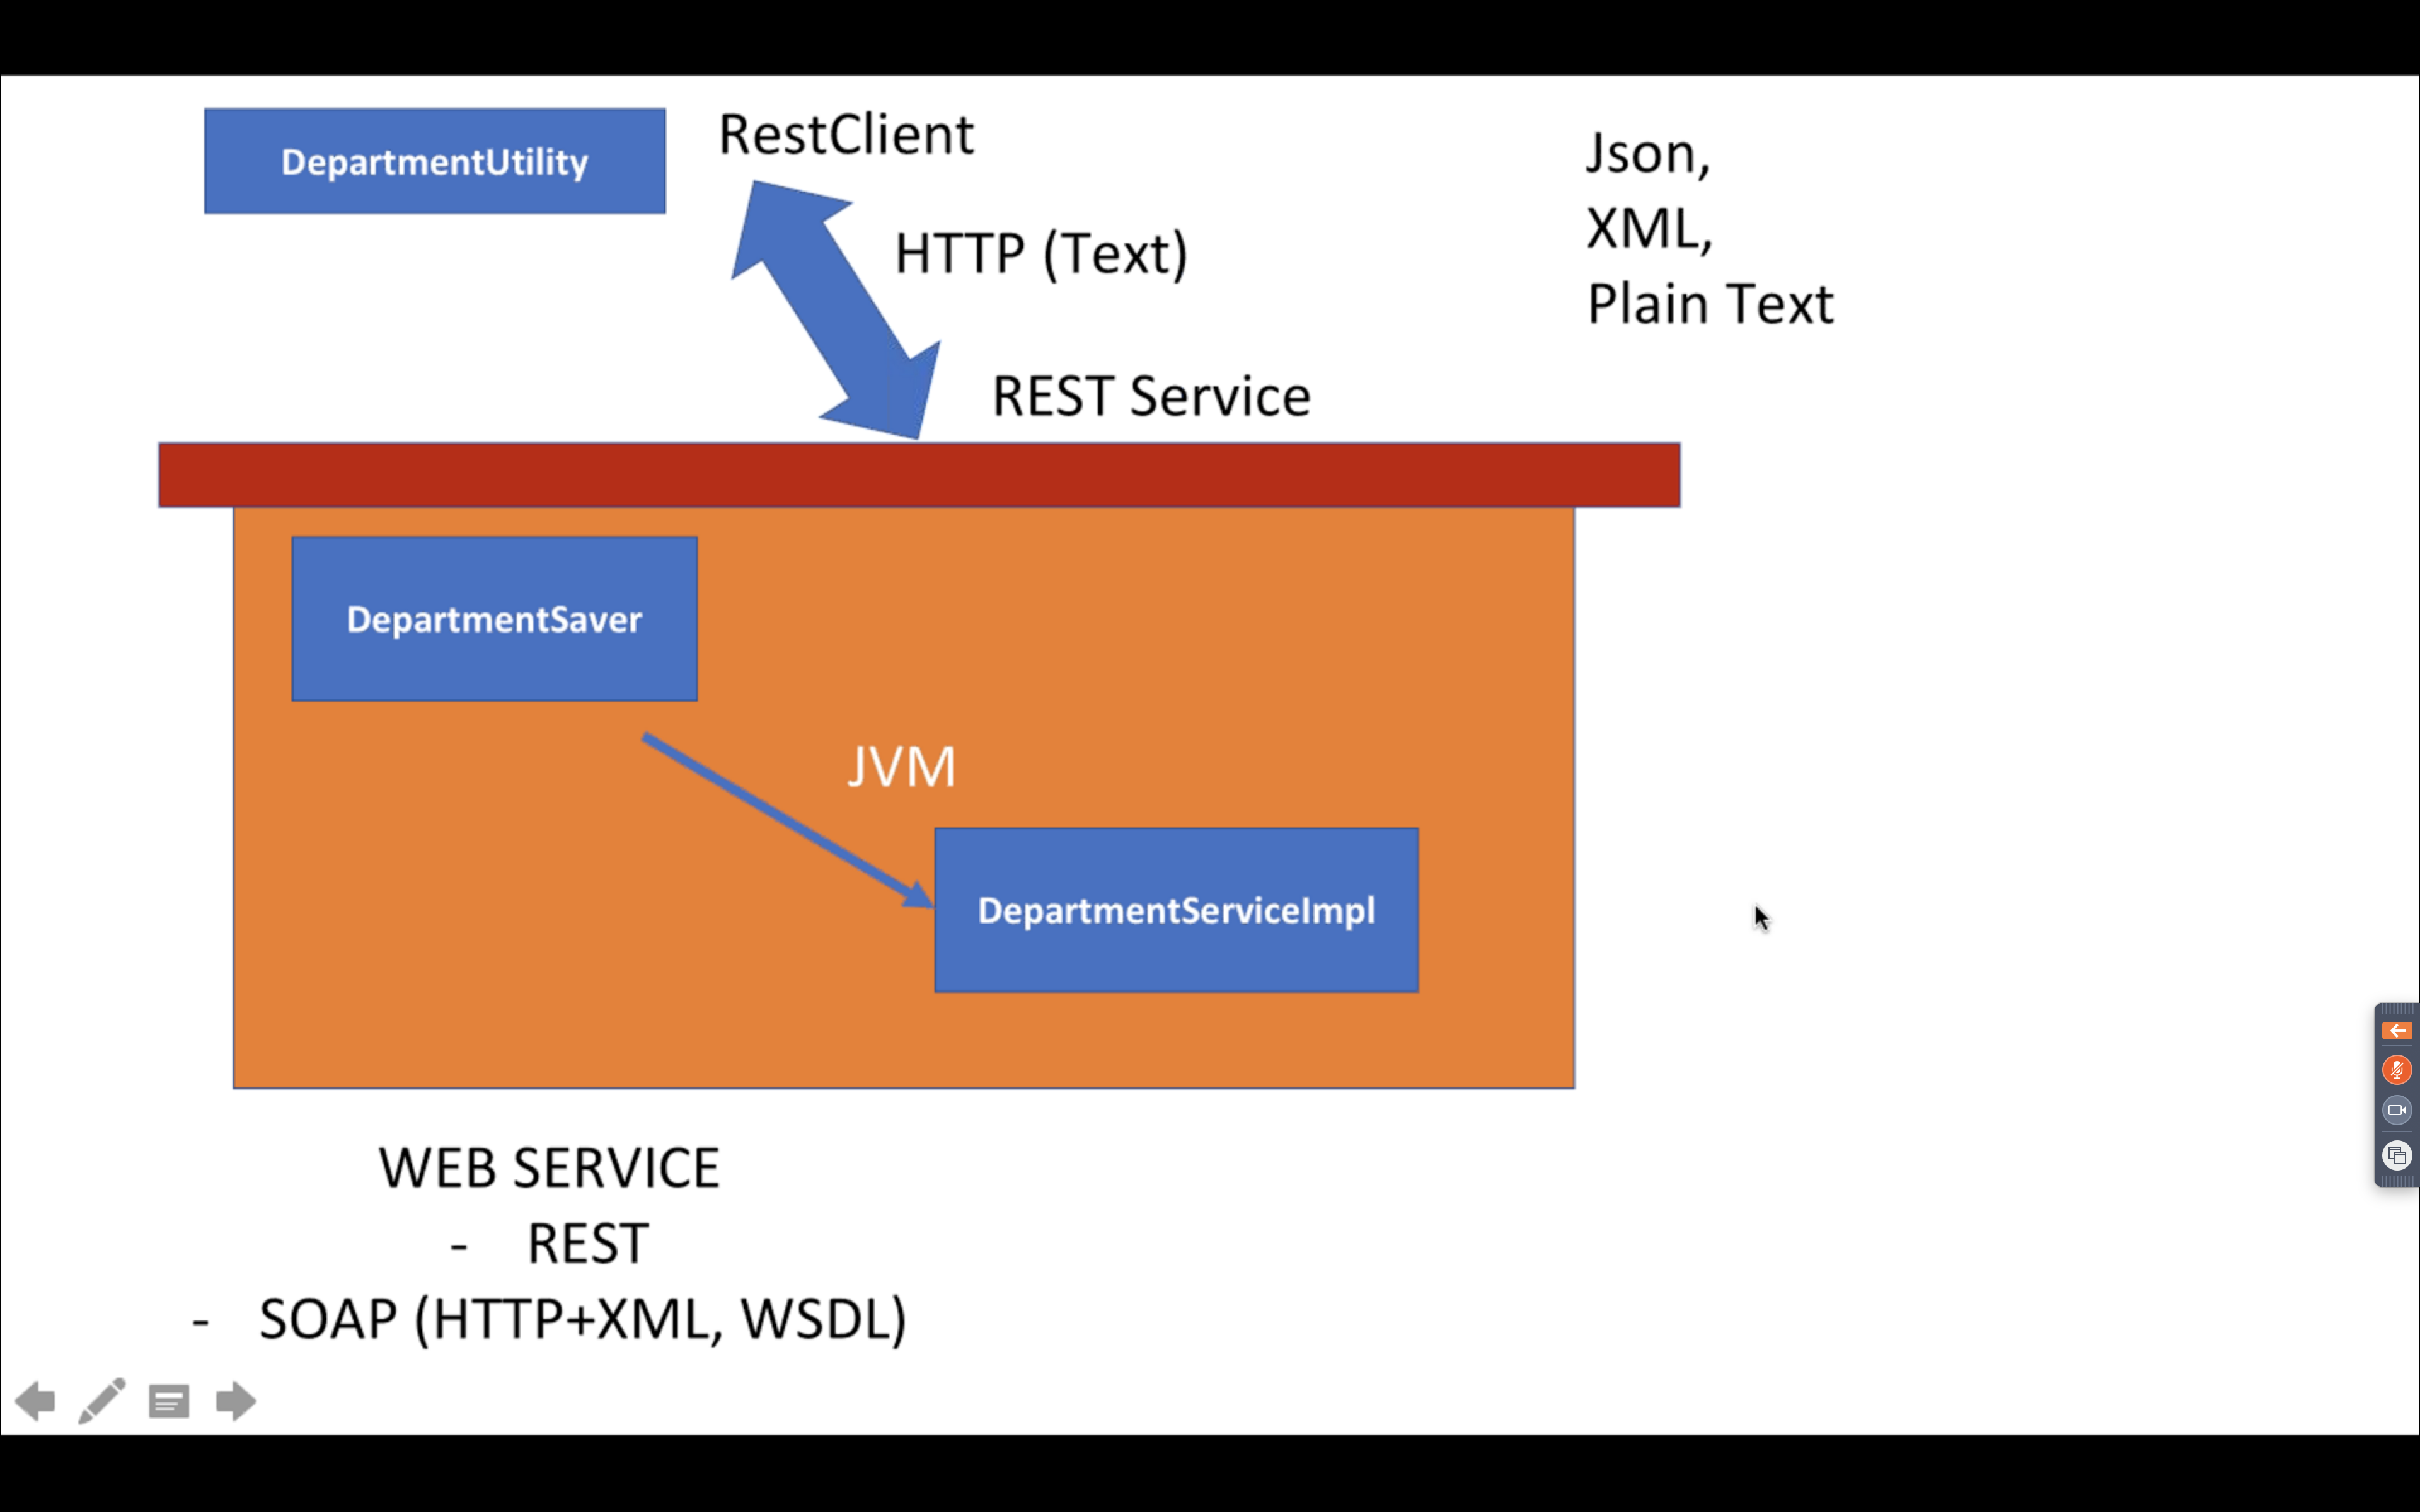 DepartmentUtility
RestClient
HTTP (Text)
REST Service
Json,
XML,
Plain Text
DepartmentSaver
JVM
DepartmentServiceImpl
WEB SERVICE
- REST
- SOAP (HTTP+XML, WSDL)